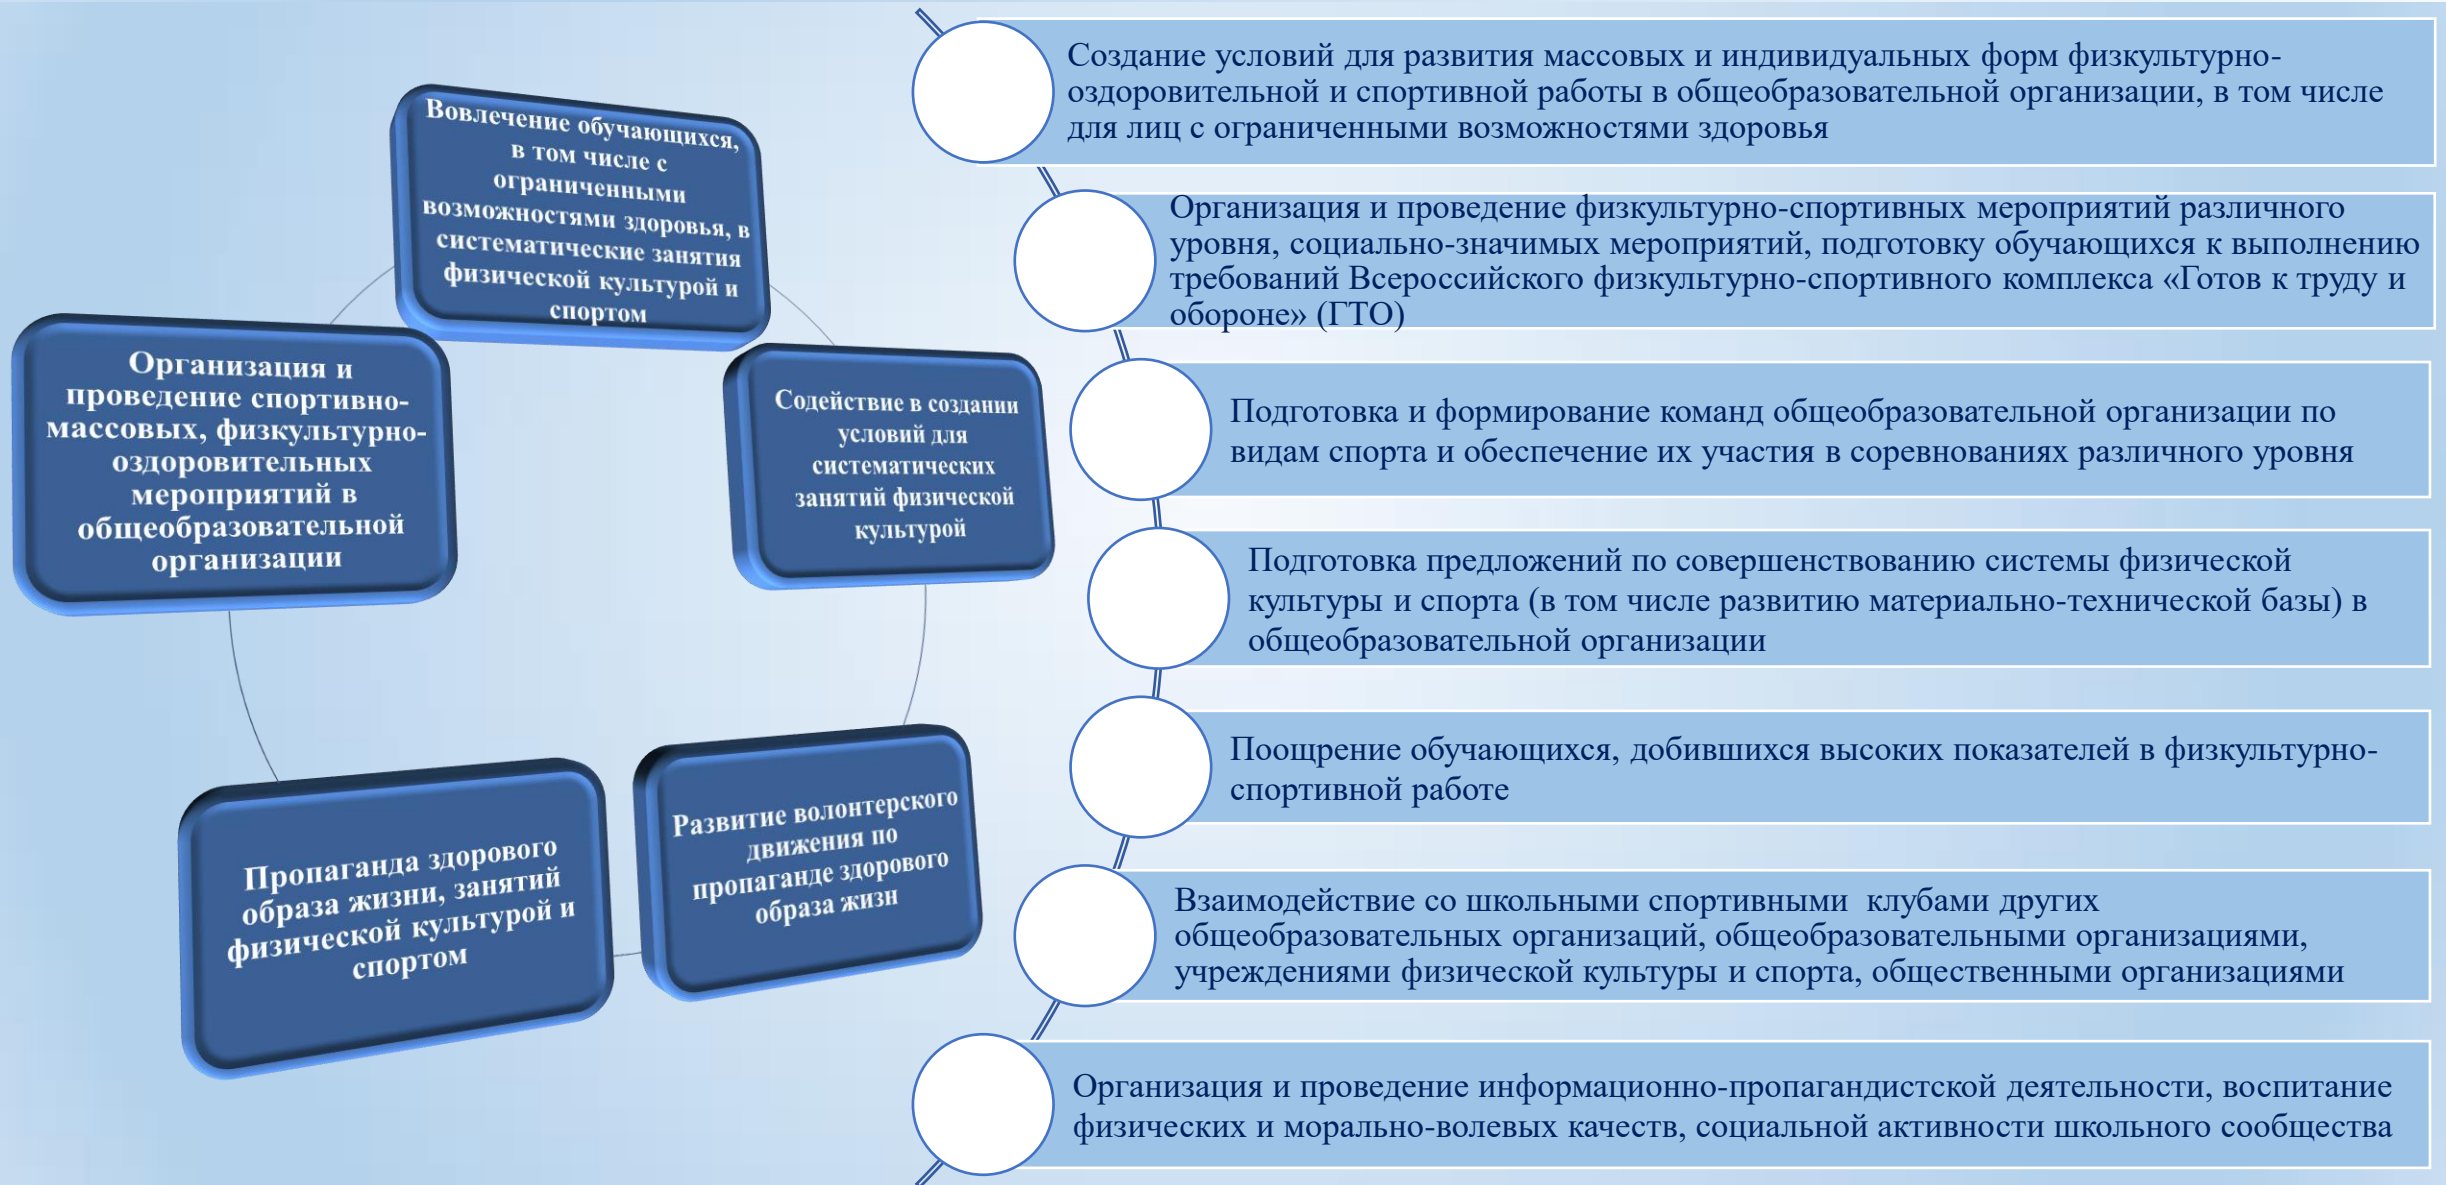 Вовлечение обучающихся,
в том числе с
ограниченными
возможностями здоровья, в
систематические занятия
физической культурой и
спортом
Организация и
проведение спортивно-
массовых, физкультурно-
оздоровительных
мероприятий в
общеобразовательной
организации
Содействие в создании
условий для
систематических
занятий физической
культурой
Пропаганда здорового
образа жизни, занятий
физической культурой и
спортом
Развитие волонтерского
движения по
пропаганде здорового
образа жизн
Создание условий для развития массовых и индивидуальных форм физкультурно-
оздоровительной и спортивной работы в общеобразовательной организации, в том числе
для лиц с ограниченными возможностями здоровья
Организация и проведение физкультурно-спортивных мероприятий различного
уровня, социально-значимых мероприятий, подготовку обучающихся к выполнению
требований Всероссийского физкультурно-спортивного комплекса «Готов к труду и
обороне» (ГТО)
Подготовка и формирование команд общеобразовательной организации по
видам спорта и обеспечение их участия в соревнованиях различного уровня
Подготовка предложений по совершенствованию системы физической
культуры и спорта (в том числе развитию материально-технической базы) в
общеобразовательной организации
Поощрение обучающихся, добившихся высоких показателей в физкультурно-
спортивной работе
Взаимодействие со школьными спортивными  клубами других
общеобразовательных организаций, общеобразовательными организациями,
учреждениями физической культуры и спорта, общественными организациями
Организация и проведение информационно-пропагандистской деятельности, воспитание
физических и морально-волевых качеств, социальной активности школьного сообщества